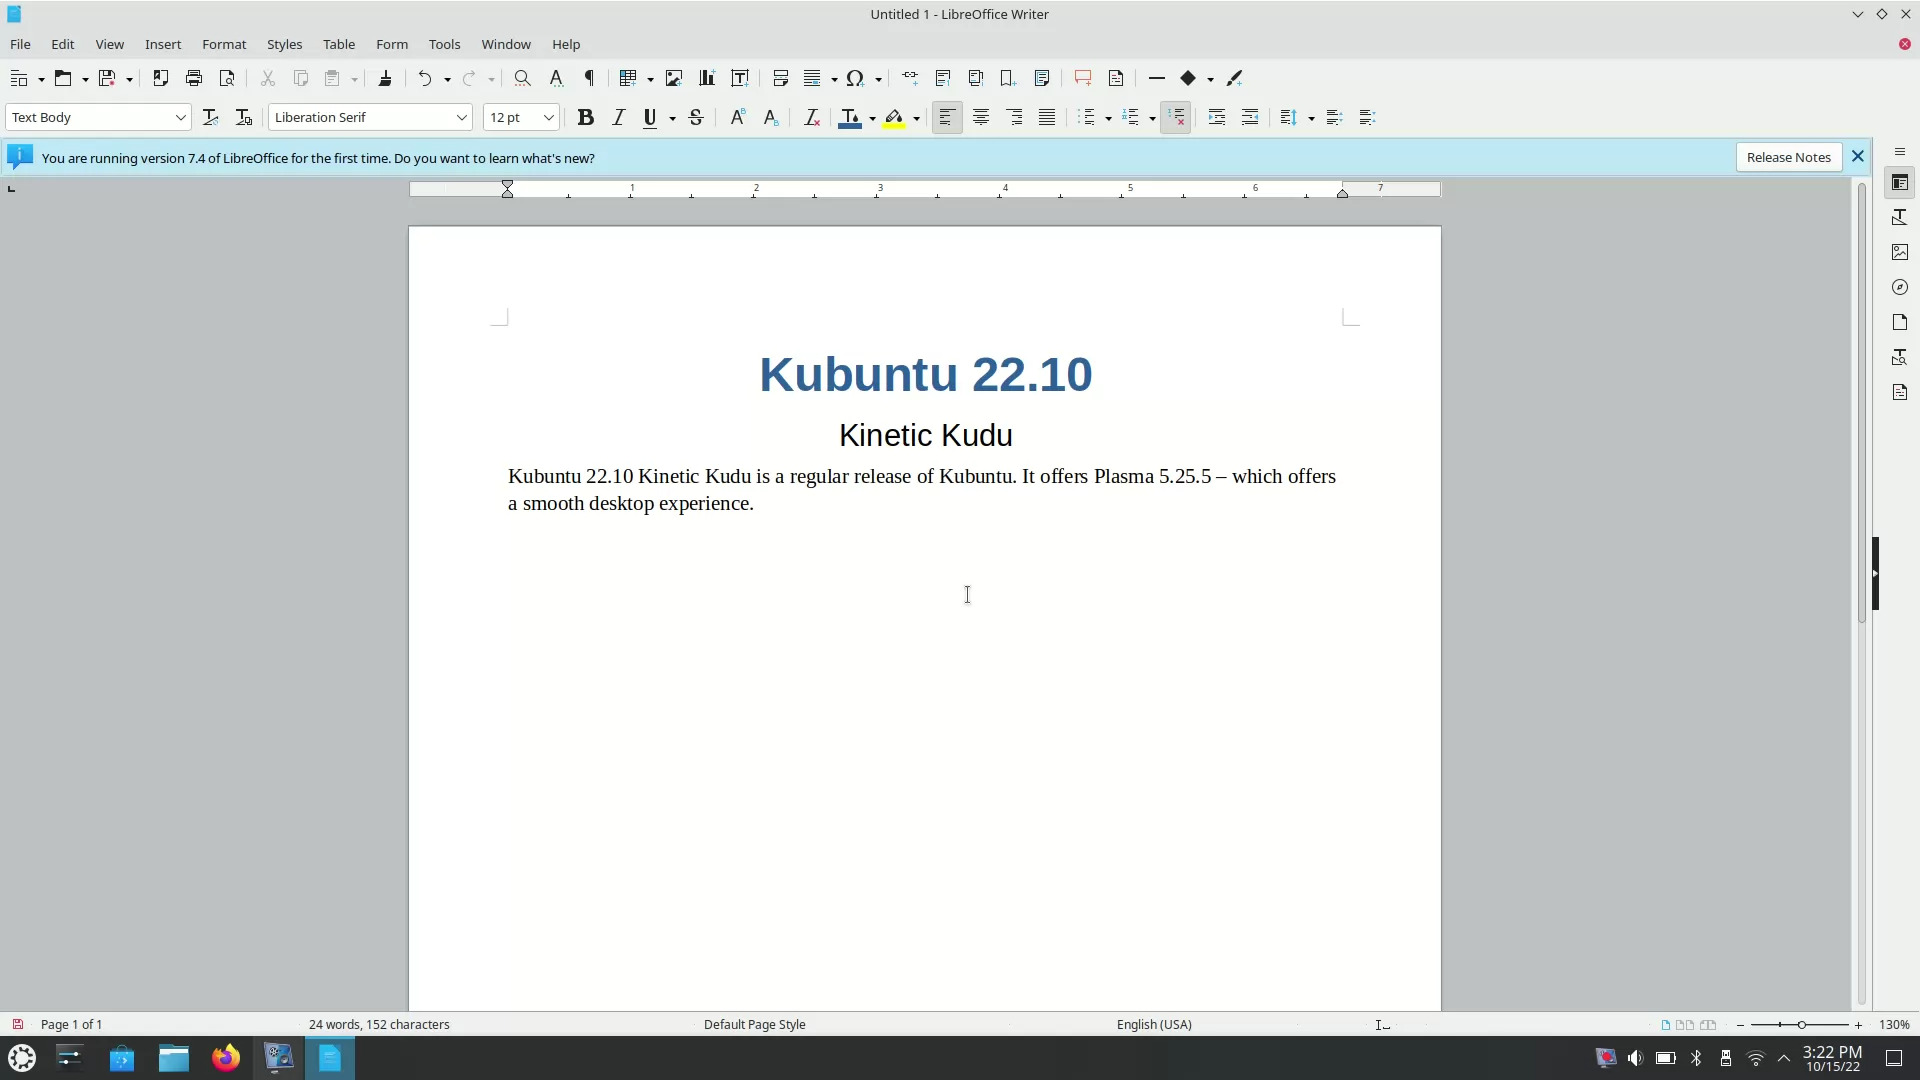 Untitled 1 - LibreOffice Writer
File Edit View Insert Format Styles Table Form Tools Window Help
Text Body Liberation Serif 12 pt
You are running version 7.4 of LibreOffice for the first time. Do you want to learn what's new? Release Notes
1 2 3 4 5 6 7
Kubuntu 22.10
Kinetic Kudu
Kubuntu 22.10 Kinetic Kudu is a regular release of Kubuntu. It offers Plasma 5.25.5 – which offers
a smooth desktop experience.
Page 1 of 1 24 words, 152 characters Default Page Style English (USA) 130%
3:22 PM
10/15/22